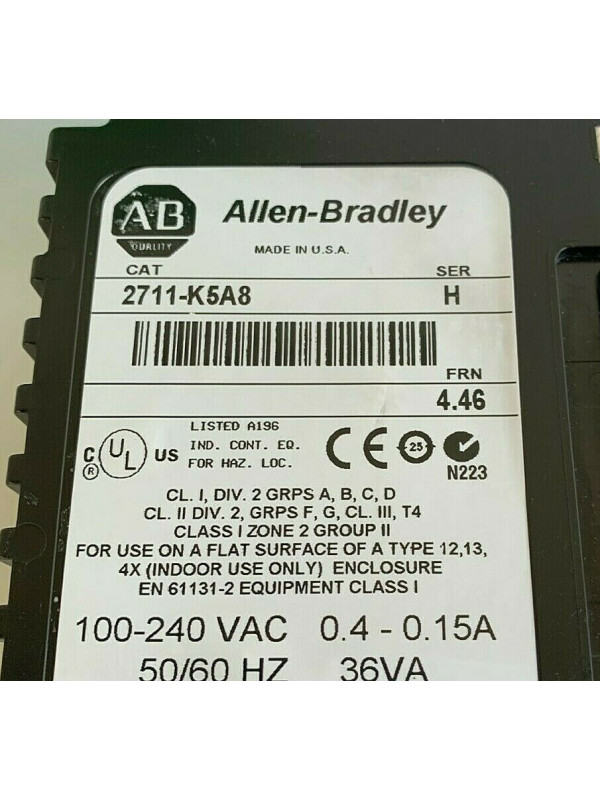 AB
QUALITY
Allen-Bradley
MADE IN U.S.A.
CAT SER
2711-K5A8 H
FRN
4.46
LISTED A196
IND. CONT. EQ.
FOR HAZ. LOC.
C UL US
®
CE
25
N223
CL. I, DIV. 2 GRPS A, B, C, D
CL. II DIV. 2, GRPS F, G, CL. III, T4
CLASS I ZONE 2 GROUP II
FOR USE ON A FLAT SURFACE OF A TYPE 12,13,
4X (INDOOR USE ONLY) ENCLOSURE
EN 61131-2 EQUIPMENT CLASS I
100-240 VAC 0.4 - 0.15A
50/60 HZ 36VA